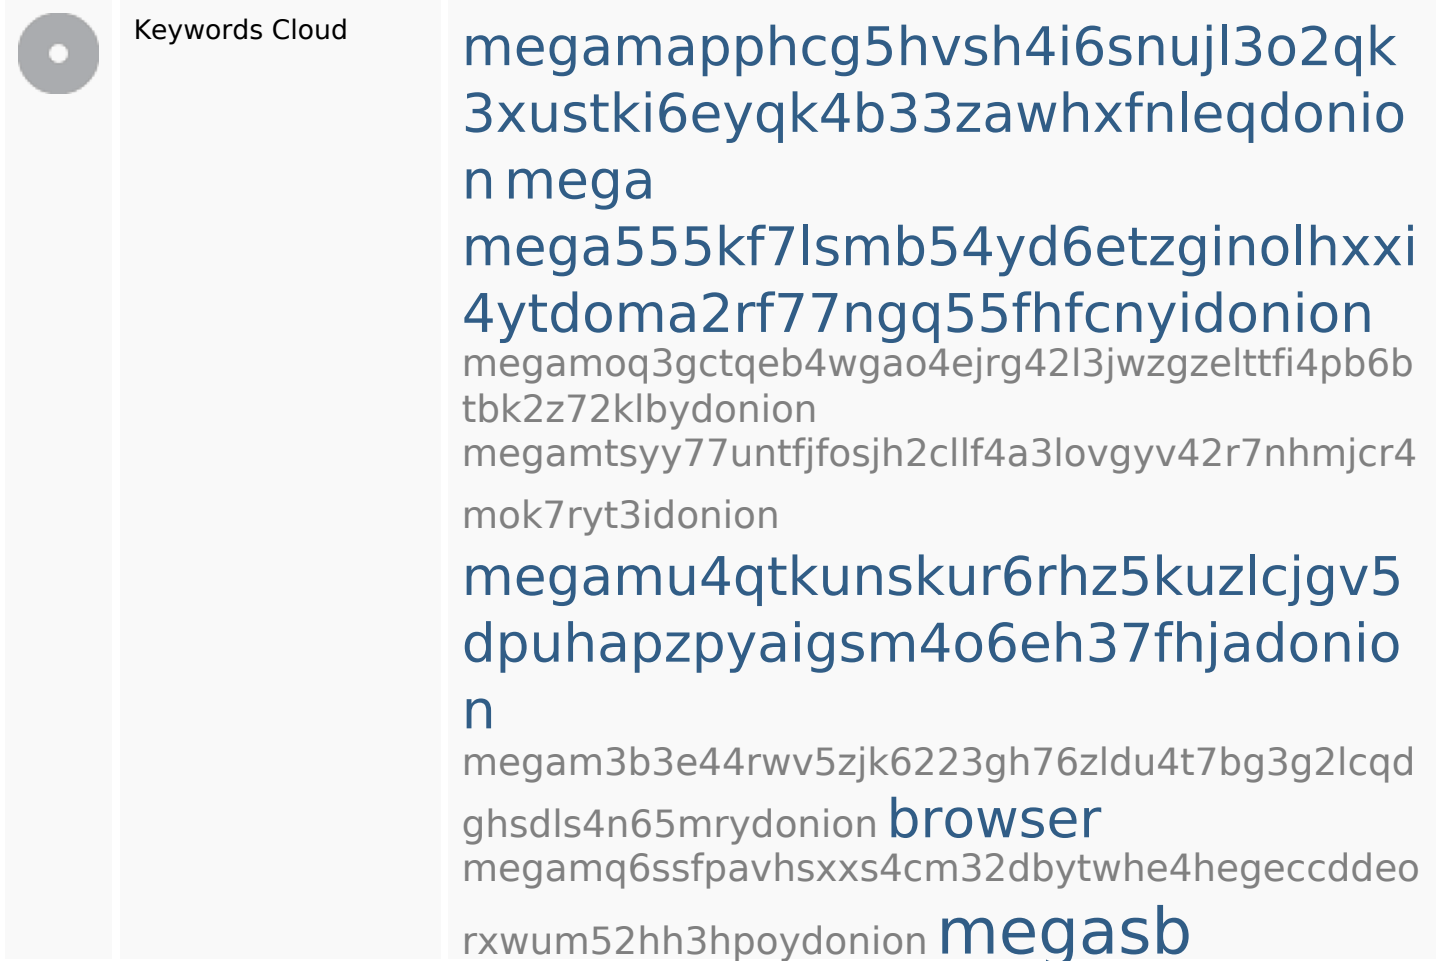 Keywords Cloud
megamapphcg5hvsh4i6snujl3o2qk
3xustki6eyqk4b33zawhxfnleqdonio
n mega
mega555kf7lsmb54yd6etzginolhxxi
4ytdoma2rf77ngq55fhfcnyidonion
megamoq3gctqeb4wgao4ejrg42l3jwzgzelttfi4pb6b
tbk2z72klbydonion
megamtsyy77untfjfosjh2cllf4a3lovgyv42r7nhmjcr4
mok7ryt3idonion
megamu4qtkunskur6rhz5kuzlcjgv5
dpuhapzpyaigsm4o6eh37fhjadonio
n
megam3b3e44rwv5zjk6223gh76zldu4t7bg3g2lcqd
ghsdls4n65mrydonion browser
megamq6ssfpavhsxxs4cm32dbytwhe4hegeccddeo
rxwum52hh3hpoydonion megasb